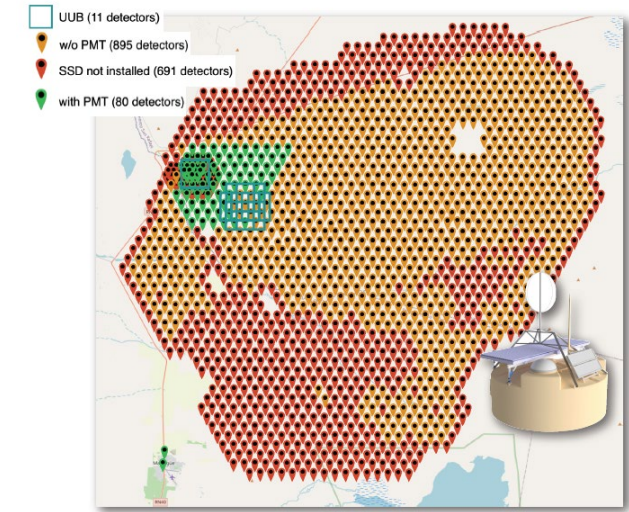 UUB (11 detectors)
w/o PMT (895 detectors)
SSD not installed (691 detectors)
with PMT (80 detectors)